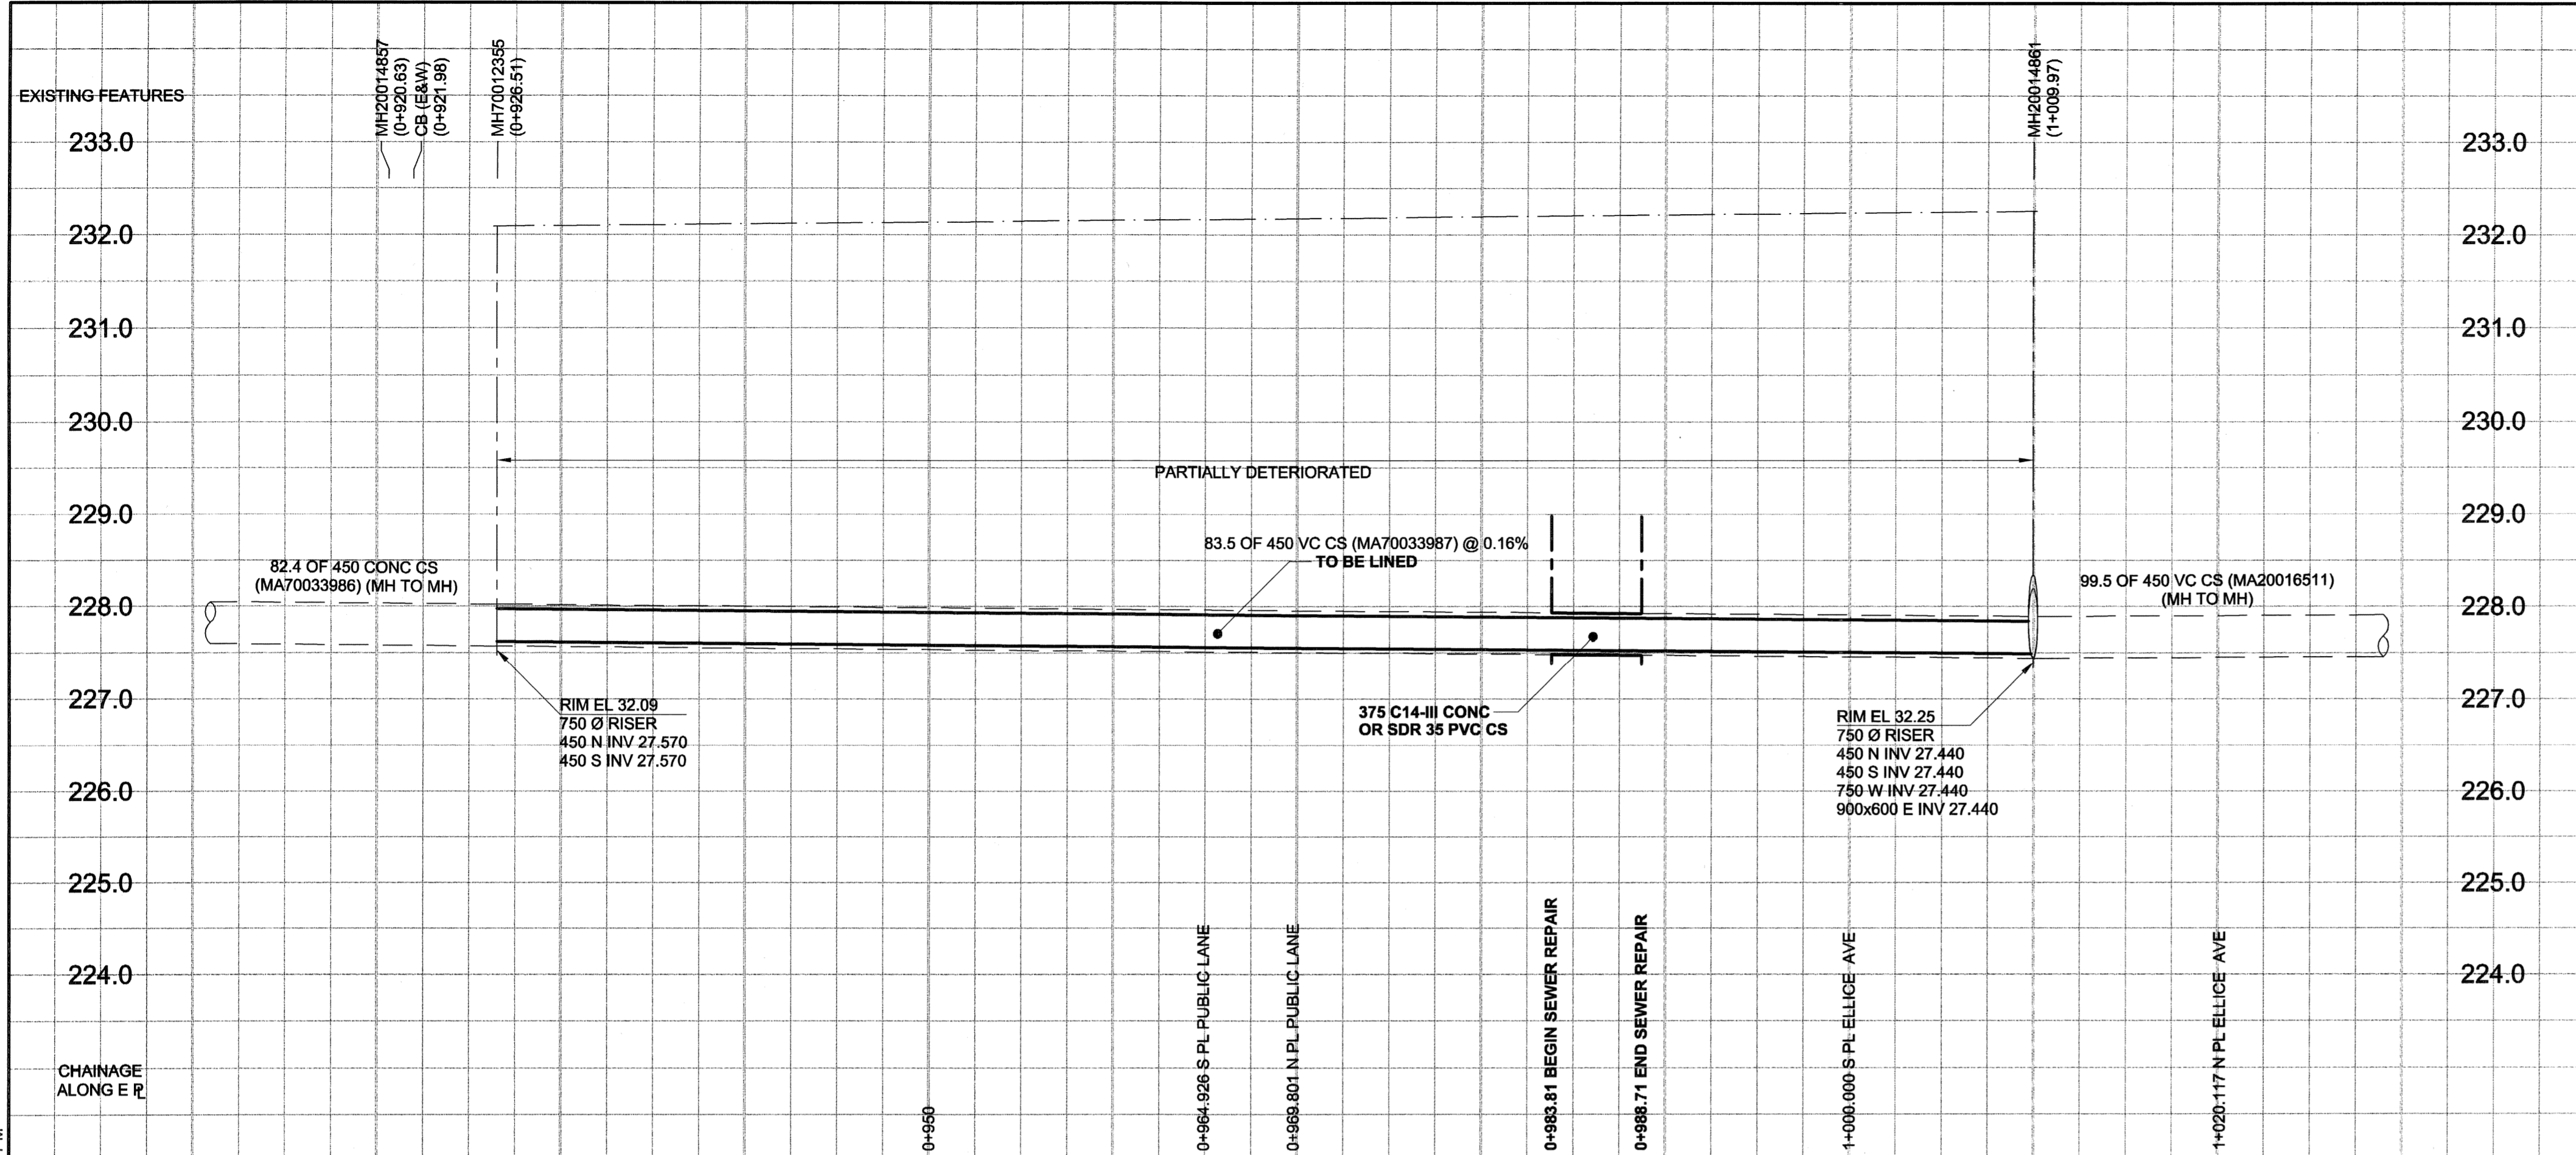 EXISTING FEATURES
MH20014857
(0+920.63)
CB (E&W)
(0+921.98)
MH70012355
(0+926.51)
MH20014861
(1+009.97)
233.0
233.0
232.0
232.0
231.0
231.0
230.0
230.0
PARTIALLY DETERIORATED
229.0
229.0
83.5 OF 450 VC CS (MA70033987) @ 0.16%
TO BE LINED
82.4 OF 450 CONC CS
(MA70033986) (MH TO MH)
99.5 OF 450 VC CS (MA20016511)
(MH TO MH)
228.0
228.0
227.0
227.0
RIM EL 32.09
750 Ø RISER
450 N INV 27.570
450 S INV 27.570
375 C14-III CONC
OR SDR 35 PVC CS
RIM EL 32.25
750 Ø RISER
450 N INV 27.440
450 S INV 27.440
750 W INV 27.440
900x600 E INV 27.440
226.0
226.0
225.0
225.0
224.0
224.0
CHAINAGE
ALONG E PL
0+950
0+964.926 S PL PUBLIC LANE
0+969.801 N PL PUBLIC LANE
0+983.81 BEGIN SEWER REPAIR
0+988.71 END SEWER REPAIR
1+000.000 S PL ELLICE AVE
1+020.117 N PL ELLICE AVE